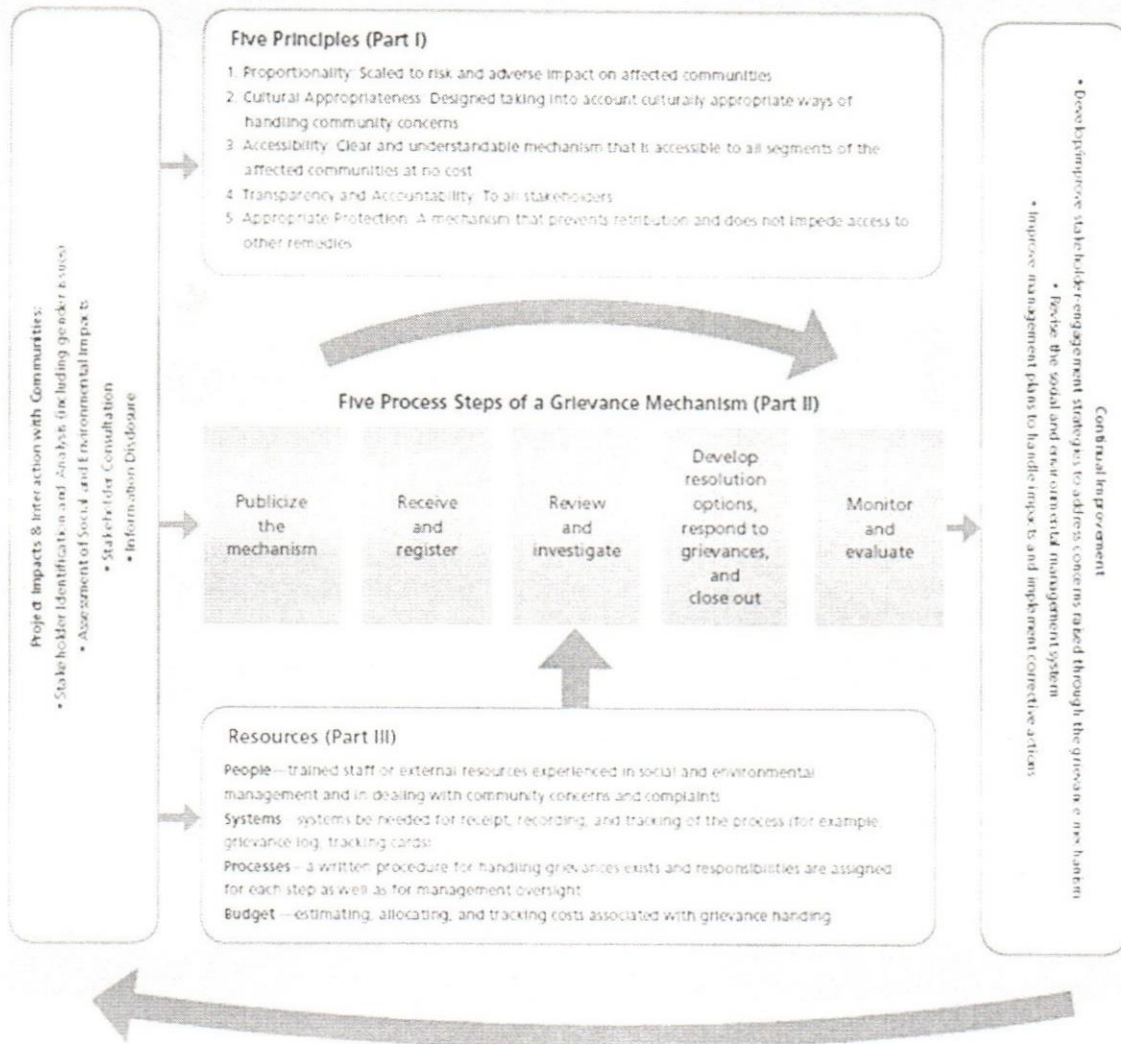 Project Impacts & Interaction with Communities:
• Stakeholder Identification and Analysis (including gender issues)
• Assessment of Social and Environmental Impacts
• Stakeholder Consultation
• Information Disclosure
Five Principles (Part I)
1. Proportionality: Scaled to risk and adverse impact on affected communities
2. Cultural Appropriateness: Designed taking into account culturally appropriate ways of
handling community concerns
3. Accessibility: Clear and understandable mechanism that is accessible to all segments of the
affected communities at no cost
4. Transparency and Accountability: To all stakeholders
5. Appropriate Protection: A mechanism that prevents retribution and does not impede access to
other remedies
Five Process Steps of a Grievance Mechanism (Part II)
Publicize
the
mechanism
Receive
and
register
Review
and
investigate
Develop
resolution
options,
respond to
grievances,
and
close out
Monitor
and
evaluate
Resources (Part III)
People—trained staff or external resources experienced in social and environmental
management and in dealing with community concerns and complaints
Systems—systems be needed for receipt, recording, and tracking of the process (for example,
grievance log, tracking cards)
Processes—a written procedure for handling grievances exists and responsibilities are assigned
for each step as well as for management oversight
Budget—estimating, allocating, and tracking costs associated with grievance handing
Continual Improvement
• Develop/improve stakeholder-engagement strategies to address concerns raised through the grievance mechanism
• Revise the social and environmental management system
• Improve management plans to handle impacts and implement corrective actions